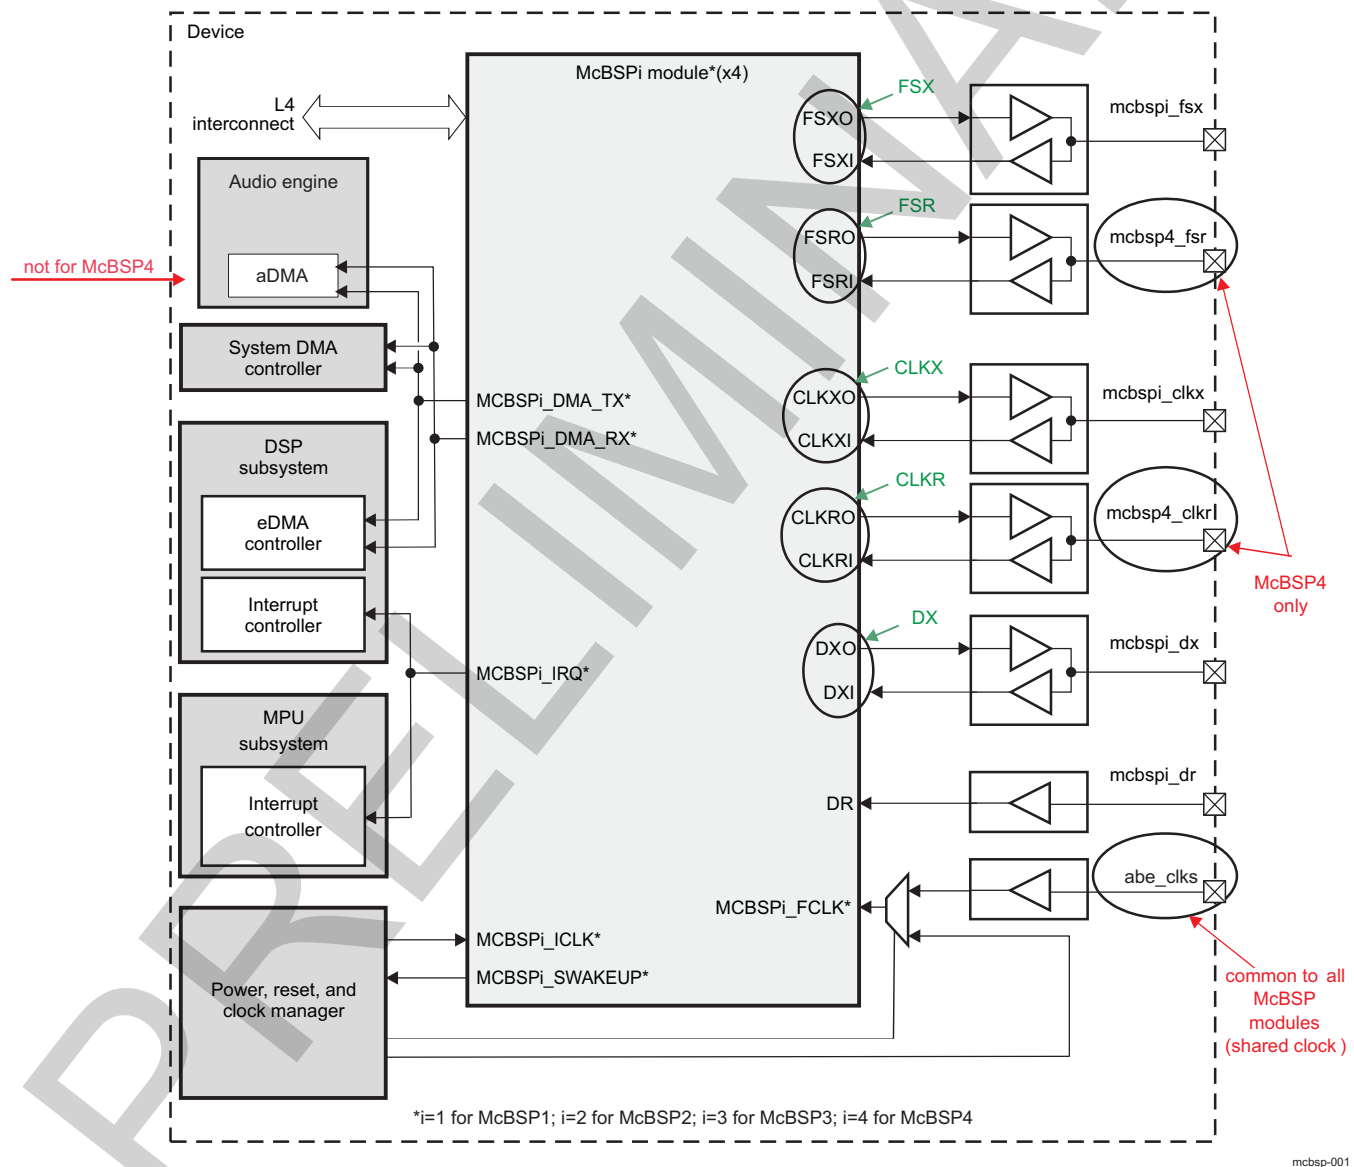 Device
McBSPi module*(x4)
L4
interconnect
Audio engine
aDMA
not for McBSP4
System DMA
controller
DSP
subsystem
eDMA
controller
Interrupt
controller
MPU
subsystem
Interrupt
controller
Power, reset, and
clock manager
MCBSPi_DMA_TX*
MCBSPi_DMA_RX*
MCBSPi_IRQ*
MCBSPi_ICLK*
MCBSPi_SWAKEUP*
FSX
FSXO
FSXI
mcbspi_fsx
FSR
FSRO
FSRI
mcbsp4_fsr
CLKX
CLKXO
CLKXI
mcbspi_clkx
CLKR
CLKRO
CLKRI
mcbsp4_clkr
McBSP4
only
DX
DXO
DXI
mcbspi_dx
DR
mcbspi_dr
MCBSPi_FCLK*
abe_clks
common to all
McBSP
modules
(shared clock )
*i=1 for McBSP1; i=2 for McBSP2; i=3 for McBSP3; i=4 for McBSP4
mcbsp-001
PRELIMINA